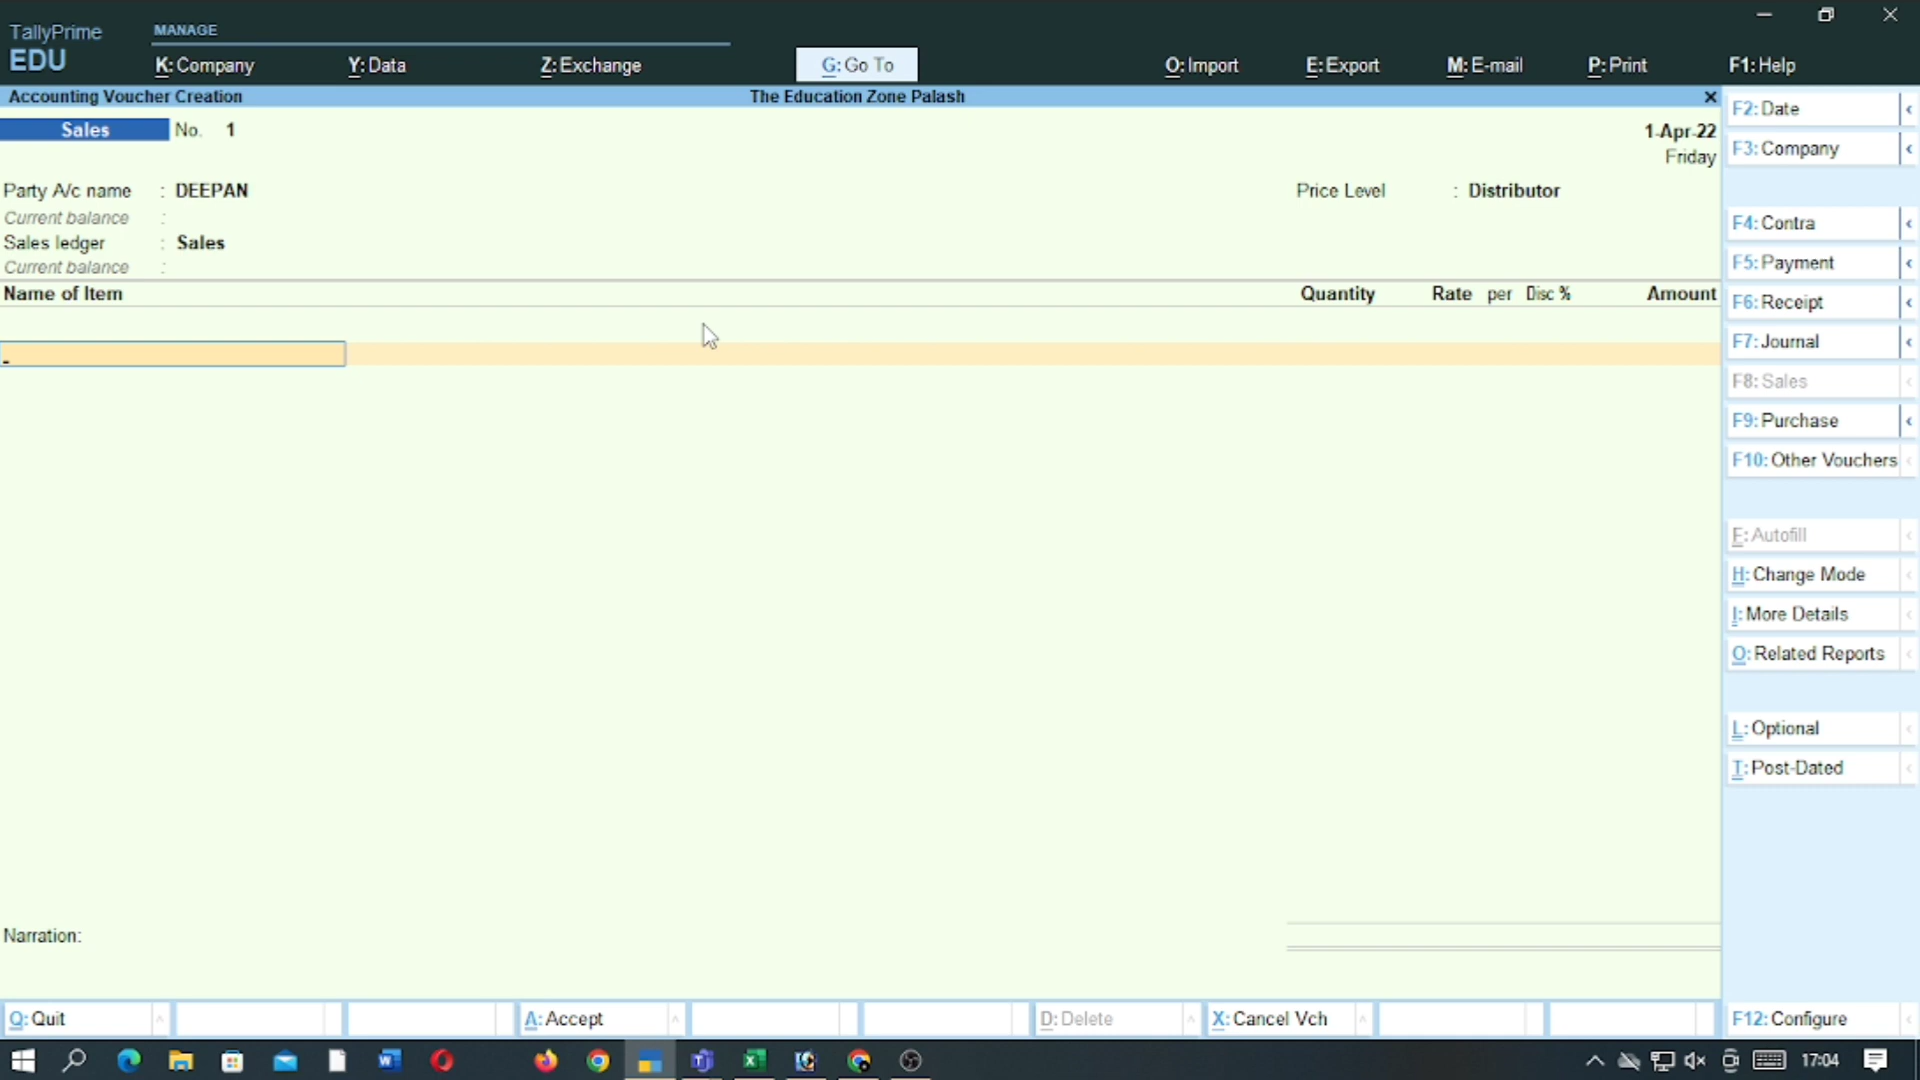 TallyPrime
EDU
MANAGE
K: Company
Y: Data
Z: Exchange
G: Go To
O: Import
E: Export
M: E-mail
P: Print
F1: Help
Accounting Voucher Creation
The Education Zone Palash
Sales No. 1
1-Apr-22
Friday
Party A/c name : DEEPAN
Price Level : Distributor
Current balance :
Sales ledger : Sales
Current balance :
Name of Item
Quantity
Rate per Disc %
Amount
Narration:
F2: Date
F3: Company
F4: Contra
F5: Payment
F6: Receipt
F7: Journal
F8: Sales
F9: Purchase
F10: Other Vouchers
F: Autofill
H: Change Mode
I: More Details
O: Related Reports
L: Optional
T: Post-Dated
Q: Quit
A: Accept
D: Delete
X: Cancel Vch
F12: Configure
17:04